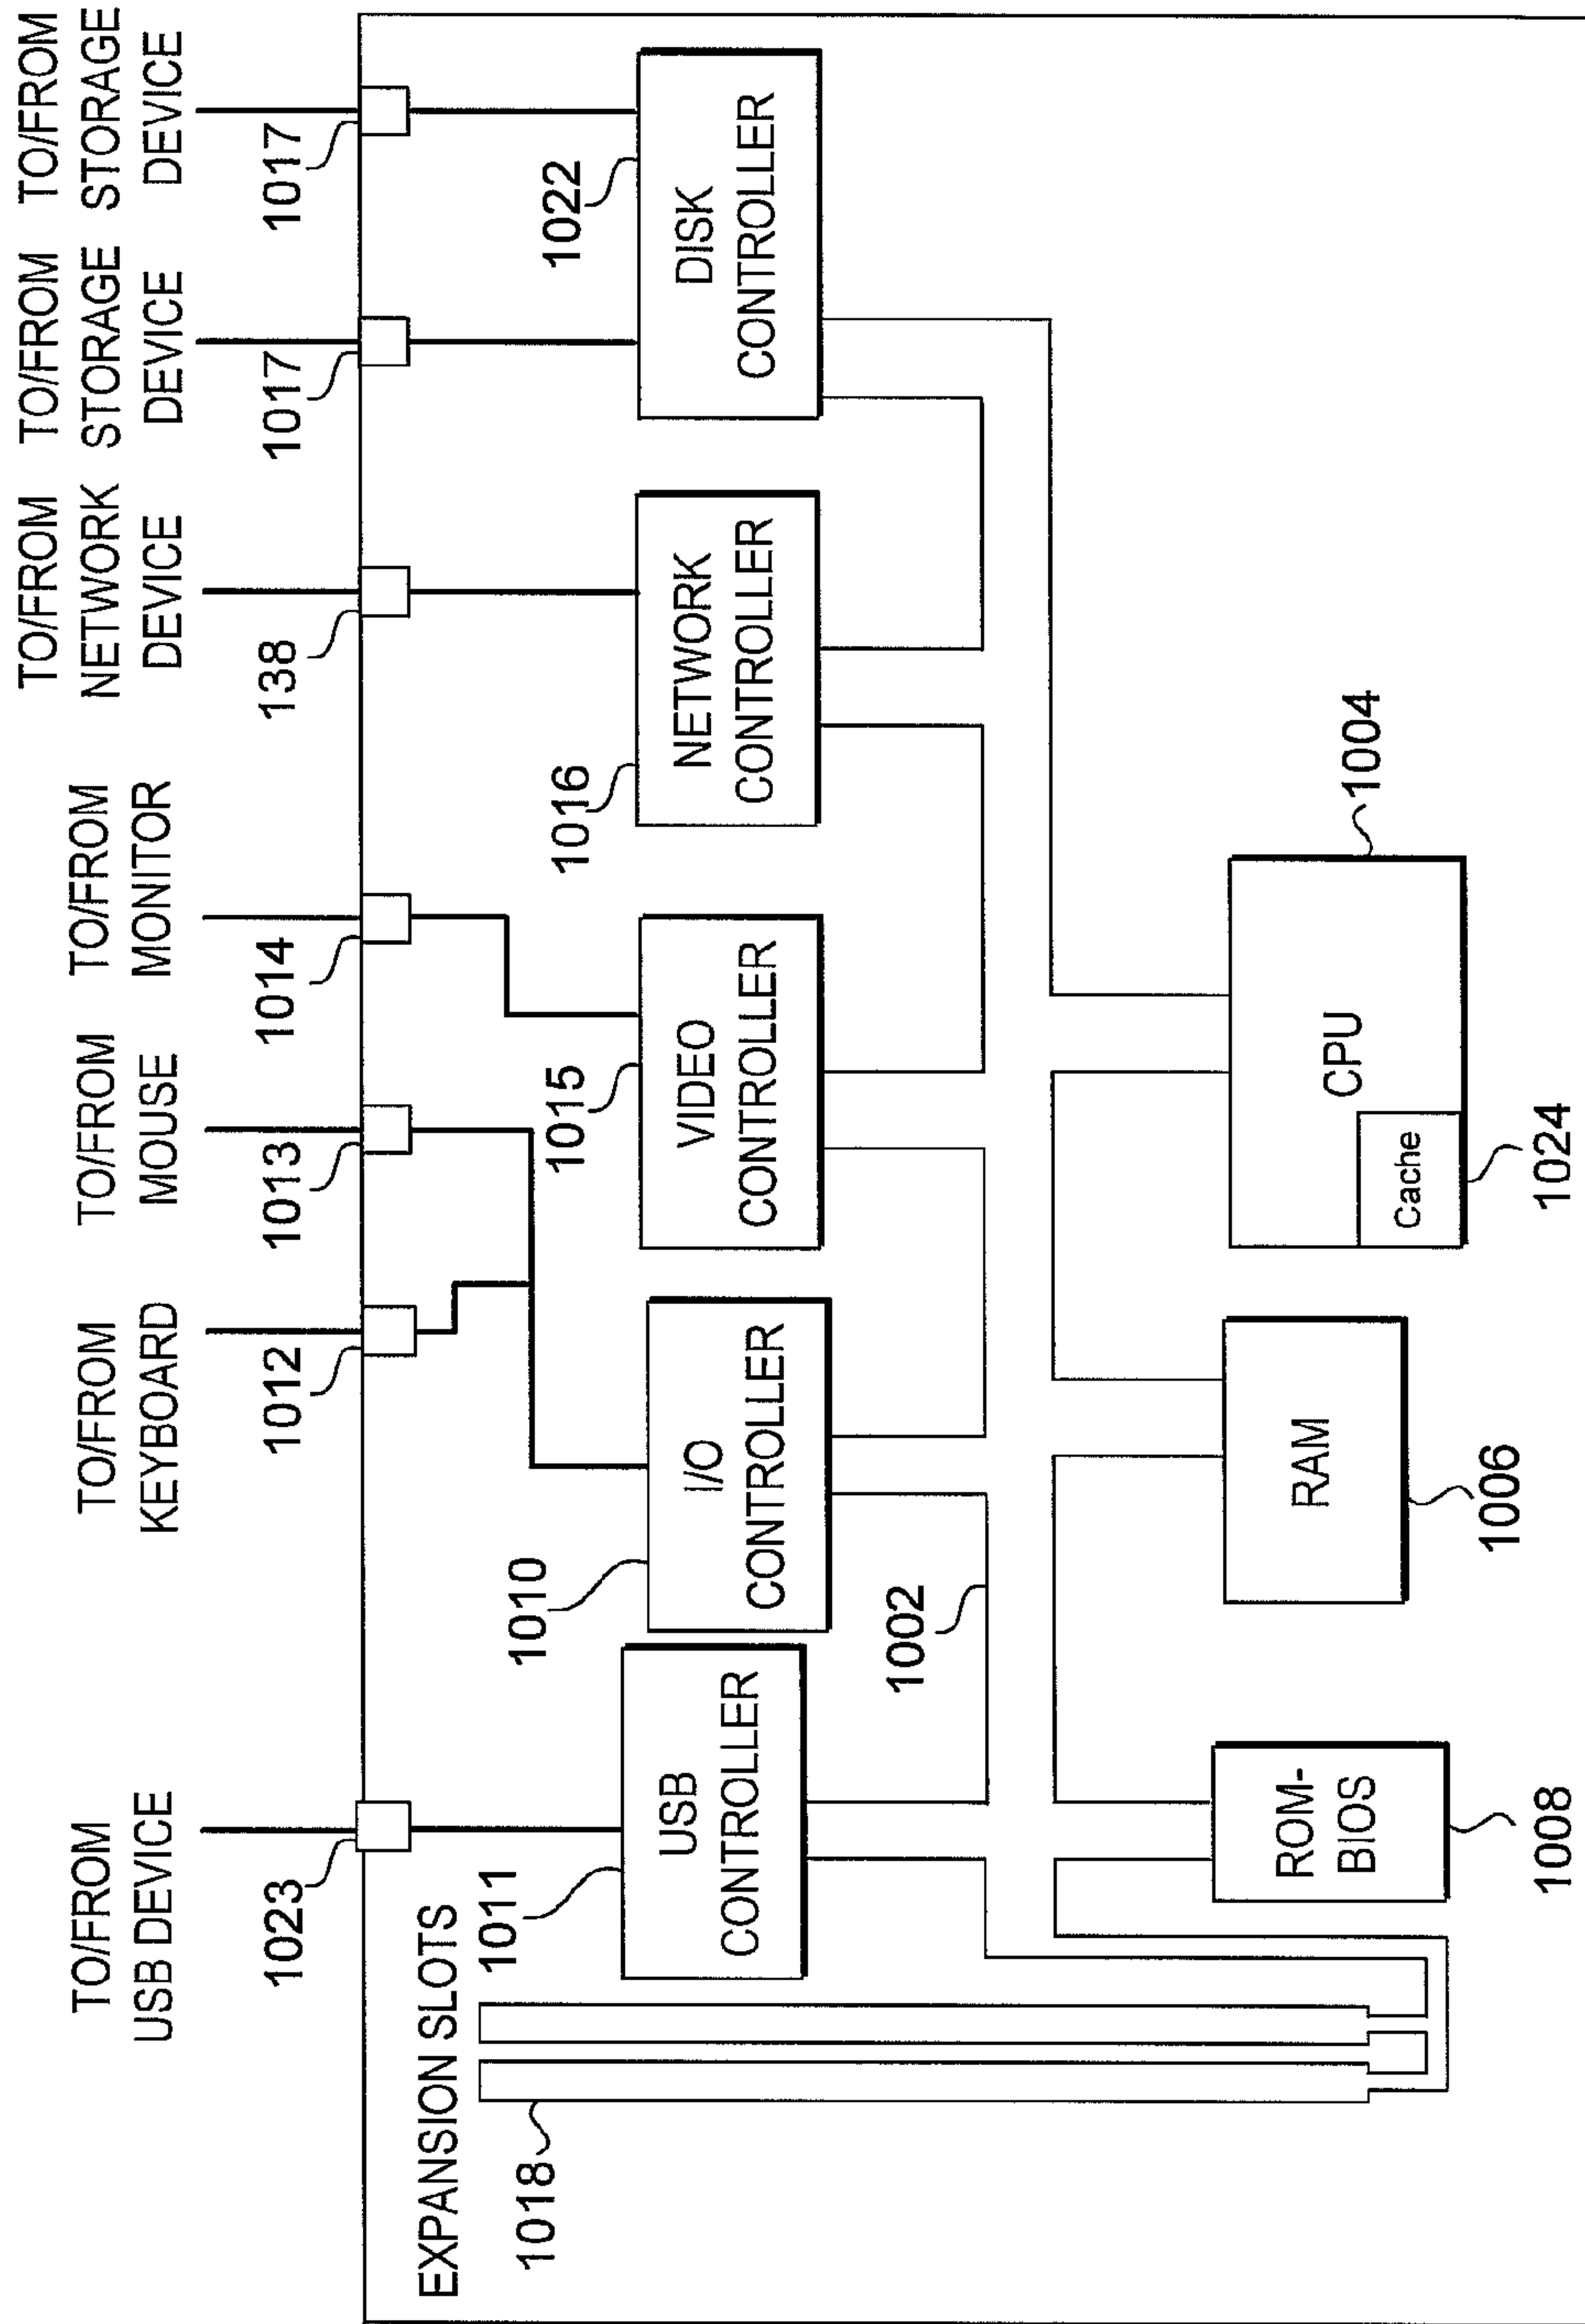 TO/FROM
USB DEVICE
TO/FROM
KEYBOARD
TO/FROM
MOUSE
TO/FROM
MONITOR
TO/FROM
NETWORK
DEVICE
TO/FROM
STORAGE
DEVICE
TO/FROM
STORAGE
DEVICE
1023
1012
1013
1014
138
1017
1017
EXPANSION SLOTS
1018
1011
USB
CONTROLLER
1010
I/O
CONTROLLER
1015
VIDEO
CONTROLLER
1016
NETWORK
CONTROLLER
1022
DISK
CONTROLLER
1002
ROM-
BIOS
1008
RAM
1006
CPU
Cache
1004
1024